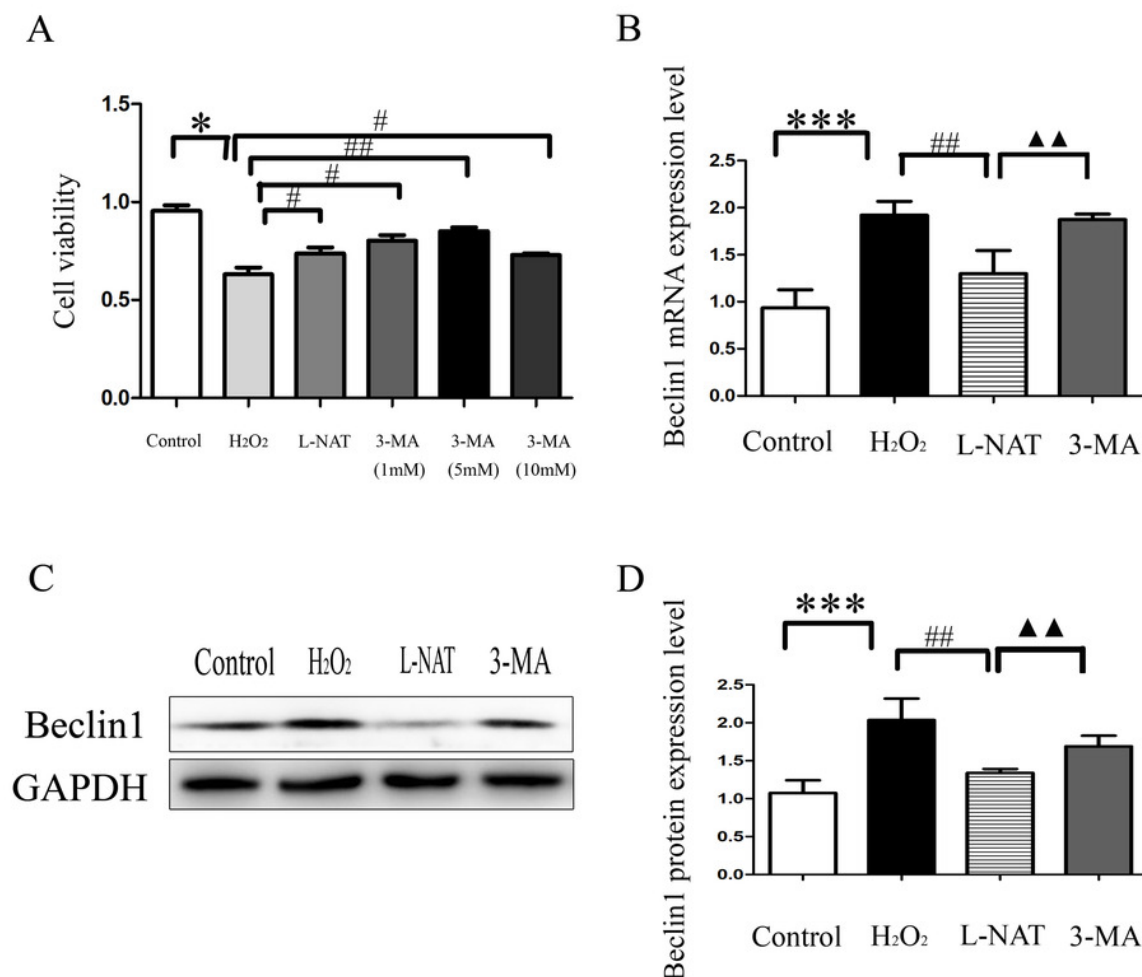 A
Cell viability
1.5
1.0
0.5
0.0
*
#
##
#
#
Control
H₂O₂
L-NAT
3-MA
(1mM)
3-MA
(5mM)
3-MA
(10mM)
B
Beclin1 mRNA expression level
2.5
2.0
1.5
1.0
0.5
0.0
***
##
▲▲
Control
H₂O₂
L-NAT
3-MA
C
Control
H₂O₂
L-NAT
3-MA
Beclin1
GAPDH
D
Beclin1 protein expression level
2.5
2.0
1.5
1.0
0.5
0.0
***
##
▲▲
Control
H₂O₂
L-NAT
3-MA